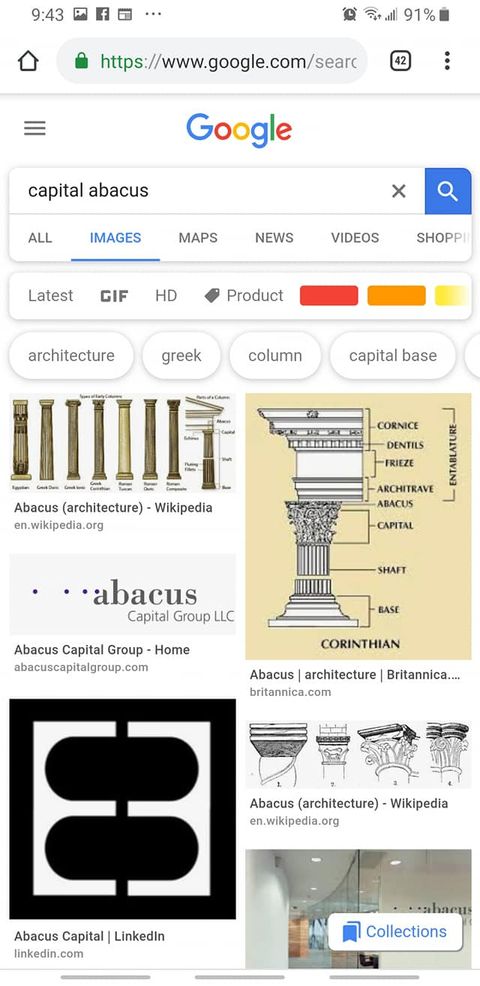 9:43
91%
https://www.google.com/searc
42
Google
capital abacus
ALL IMAGES MAPS NEWS VIDEOS SHOPPI
Latest GIF HD Product
architecture greek column capital base
Types of Early Columns
Parts of a Column
Abacus
Capital
Echinus
Shaft
Fluting
Fillets
Base
Egyptian Greek Doric Greek Ionic Greek Corinthian Roman Tuscan Roman Doric Roman Composite
Abacus (architecture) - Wikipedia
en.wikipedia.org
CORNICE
DENTILS
FRIEZE
ENTABLATURE
ARCHITRAVE
ABACUS
CAPITAL
SHAFT
BASE
CORINTHIAN
Abacus | architecture | Britannica....
britannica.com
abacus
Capital Group LLC
Abacus Capital Group - Home
abacuscapitalgroup.com
1. 2. 3. 4.
Abacus (architecture) - Wikipedia
en.wikipedia.org
Abacus Capital | LinkedIn
linkedin.com
abacus
Collections